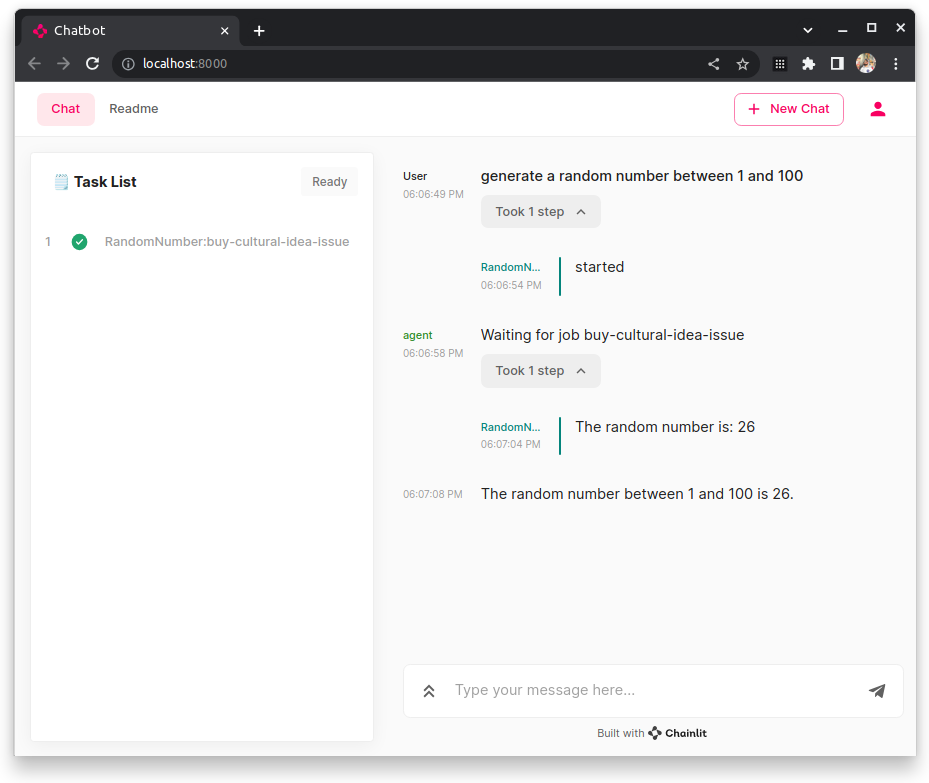 Chatbot
localhost:8000
Chat
Readme
New Chat
Task List
Ready
1
RandomNumber:buy-cultural-idea-issue
User
06:06:49 PM
generate a random number between 1 and 100
Took 1 step
RandomN...
06:06:54 PM
started
agent
06:06:58 PM
Waiting for job buy-cultural-idea-issue
Took 1 step
RandomN...
06:07:04 PM
The random number is: 26
06:07:08 PM
The random number between 1 and 100 is 26.
Type your message here...
Built with Chainlit